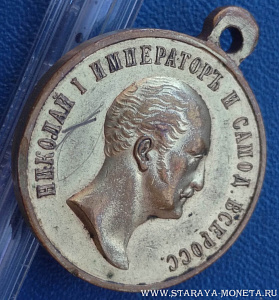 НИКОЛАЙ I ИМПЕРАТОРЪ И САМОД. ВСЕРОСС.
WWW.STARAYA-MONETA.RU